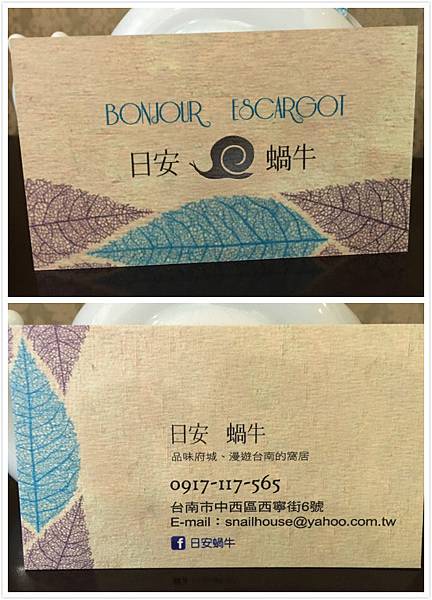 BONJOUR ESCARGOT
日安 蝸牛
日安 蝸牛
品味府城、漫遊台南的窩居
0917-117-565
台南市中西區西寧街6號
E-mail：snailhouse@yahoo.com.tw
f 日安蝸牛